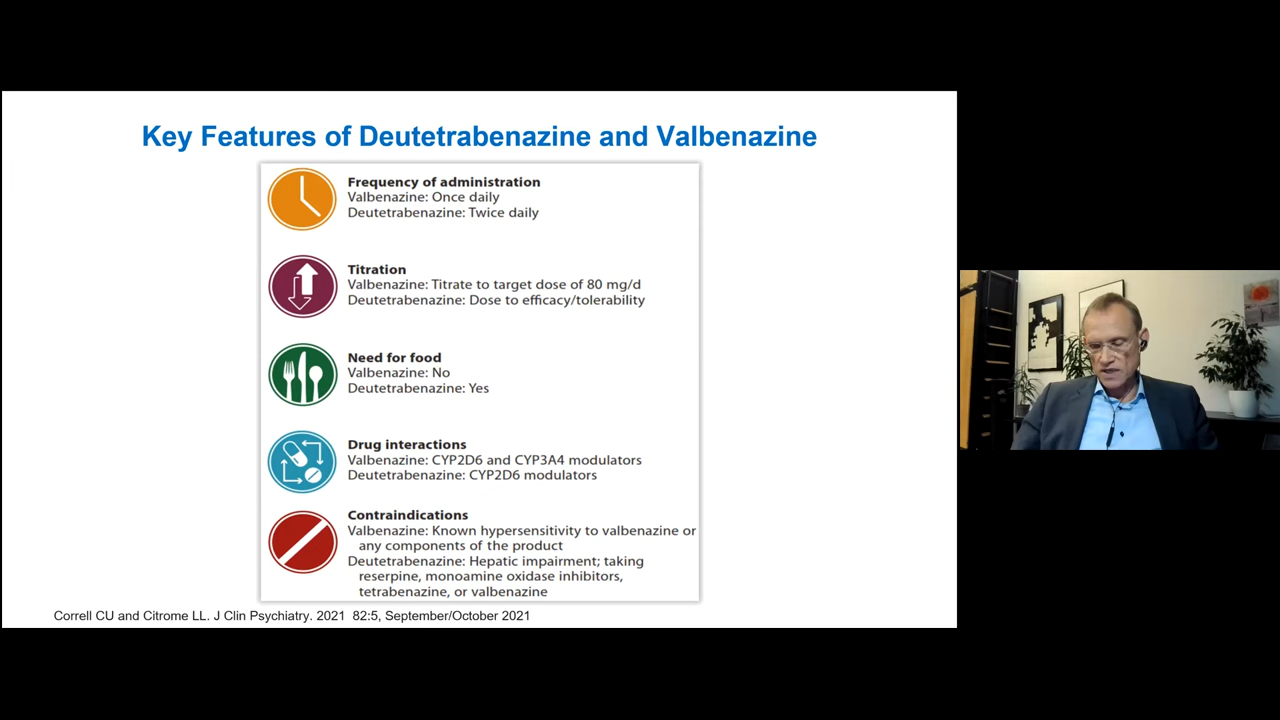 Key Features of Deutetrabenazine and Valbenazine
Frequency of administration
Valbenazine: Once daily
Deutetrabenazine: Twice daily
Titration
Valbenazine: Titrate to target dose of 80 mg/d
Deutetrabenazine: Dose to efficacy/tolerability
Need for food
Valbenazine: No
Deutetrabenazine: Yes
Drug interactions
Valbenazine: CYP2D6 and CYP3A4 modulators
Deutetrabenazine: CYP2D6 modulators
Contraindications
Valbenazine: Known hypersensitivity to valbenazine or
any components of the product
Deutetrabenazine: Hepatic impairment; taking
reserpine, monoamine oxidase inhibitors,
tetrabenazine, or valbenazine
Correll CU and Citrome LL. J Clin Psychiatry. 2021 82:5, September/October 2021